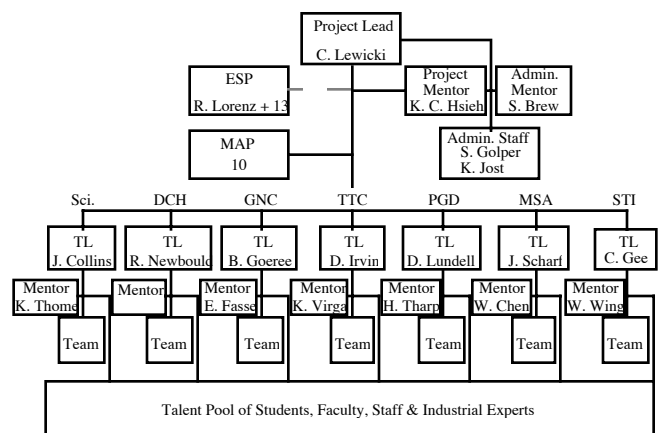 Project Lead
C. Lewicki
ESP
R. Lorenz + 13
Project
Mentor
K. C. Hsieh
Admin.
Mentor
S. Brew
MAP
10
Admin. Staff
S. Golper
K. Jost
Sci. DCH GNC TTC PGD MSA STI
TL
J. Collins
TL
R. Newbould
TL
B. Goeree
TL
D. Irvin
TL
D. Lundell
TL
J. Scharf
TL
C. Gee
Mentor
K. Thome
Mentor
Mentor
E. Fasse
Mentor
K. Virga
Mentor
H. Tharp
Mentor
W. Chen
Mentor
W. Wing
Team Team Team Team Team Team Team
Talent Pool of Students, Faculty, Staff & Industrial Experts